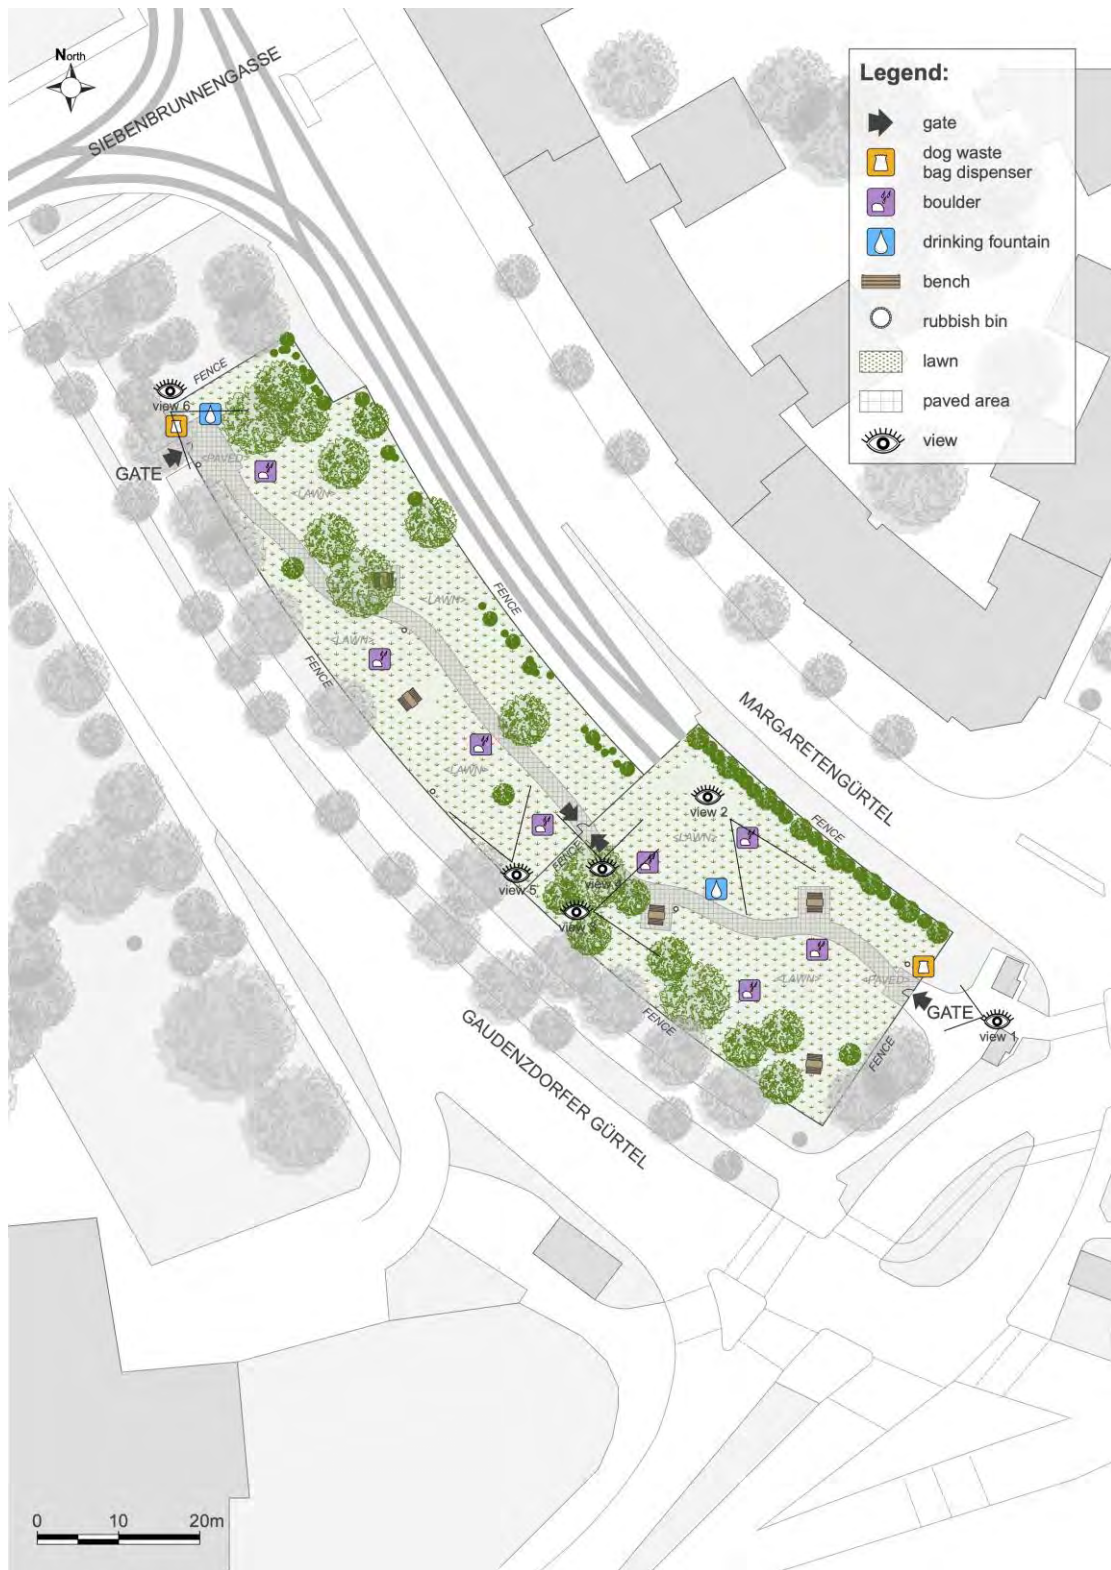 North
SIEBENBRUNNENGASSE
Legend:
gate
dog waste
bag dispenser
boulder
drinking fountain
bench
rubbish bin
lawn
paved area
view
FENCE
view 6
GATE
<PAVED>
<LAWN>
<LAWN>
FENCE
<LAWN>
FENCE
MARGARETENGÜRTEL
<LAWN>
view 2
FENCE
<LAWN>
FENCE
view 5
view 4
view 3
<LAWN>
<PAVED>
GATE
view 1
FENCE
FENCE
GAUDENZDORFER GÜRTEL
0 10 20m